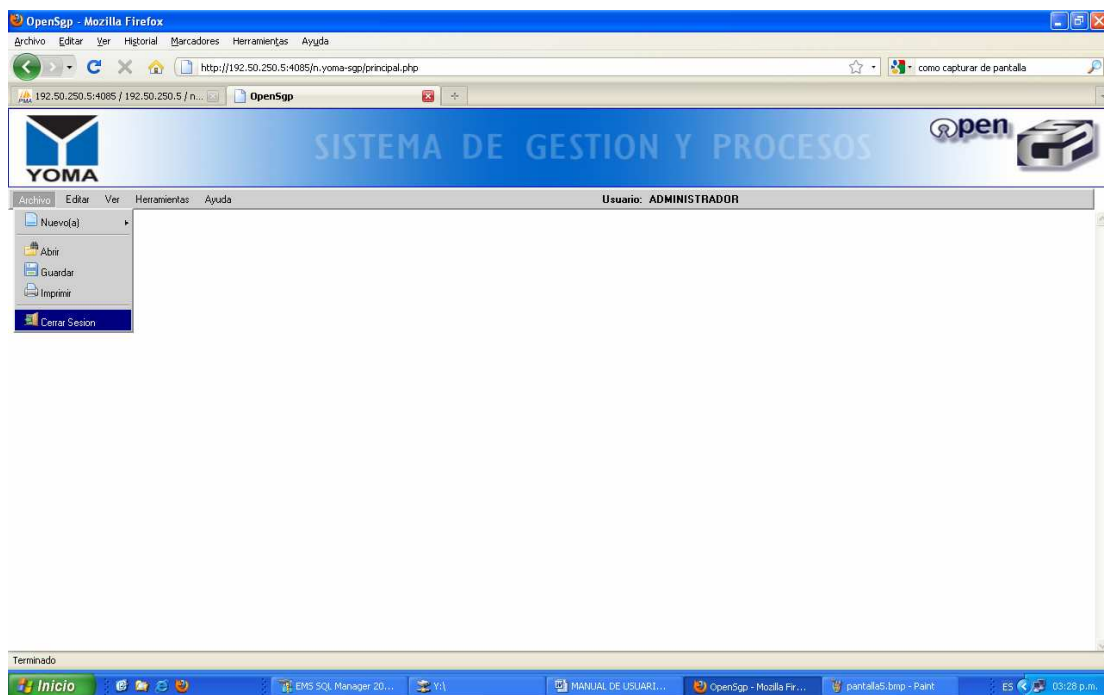 OpenSgp - Mozilla Firefox
Archivo Editar Ver Historial Marcadores Herramientas Ayuda
http://192.50.250.5:4085/n.yoma-sgp/principal.php
como capturar de pantalla
192.50.250.5:4085 / 192.50.250.5 / n...
OpenSgp
YOMA
SISTEMA DE GESTION Y PROCESOS
open
Archivo Editar Ver Herramientas Ayuda
Usuario: ADMINISTRADOR
Nuevo(a)
Abrir
Guardar
Imprimir
Cerrar Sesion
Terminado
Inicio
EMS SQL Manager 20...
Y:\
MANUAL DE USUARI...
OpenSgp - Mozilla Fir...
pantalla5.bmp - Paint
ES
03:28 p.m.